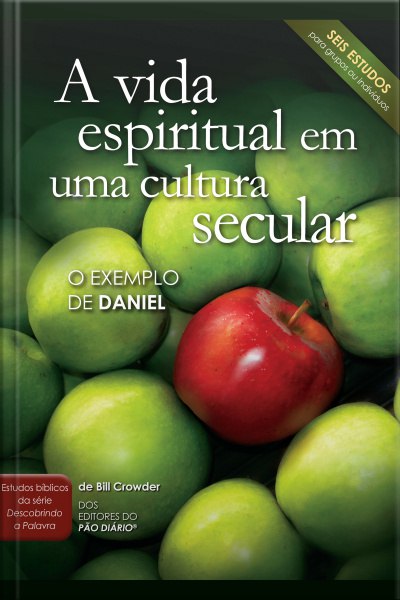 SEIS ESTUDOS
para grupos ou indivíduos
A vida
espiritual em
uma cultura
secular
O EXEMPLO
DE DANIEL
Estudos bíblicos
da série
Descobrindo
a Palavra
de Bill Crowder
DOS
EDITORES DO
PÃO DIÁRIO®